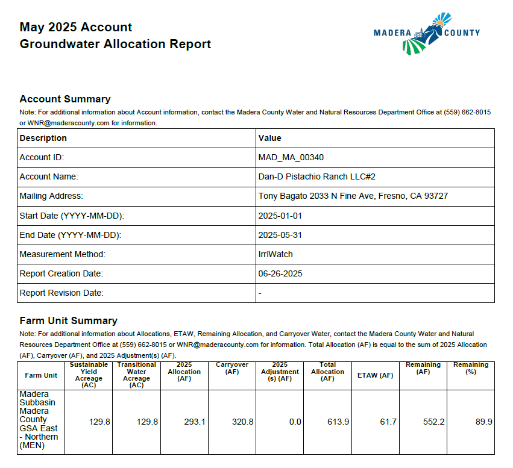 May 2025 Account
Groundwater Allocation Report
MADERA COUNTY
Account Summary
Note: For additional information about Account information, contact the Madera County Water and Natural Resources Department Office at (559) 662-8015
or WNR@maderacounty.com for information.
Description Value
Account ID: MAD_MA_00340
Account Name: Dan-D Pistachio Ranch LLC#2
Mailing Address: Tony Bagato 2033 N Fine Ave, Fresno, CA 93727
Start Date (YYYY-MM-DD): 2025-01-01
End Date (YYYY-MM-DD): 2025-05-31
Measurement Method: IrriWatch
Report Creation Date: 06-26-2025
Report Revision Date: -
Farm Unit Summary
Note: For additional information about Allocations, ETAW, Remaining Allocation, and Carryover Water, contact the Madera County Water and Natural
Resources Department Office at (559) 662-8015 or WNR@maderacounty.com for information. Total Allocation (AF) is equal to the sum of 2025 Allocation
(AF), Carryover (AF), and 2025 Adjustment(s) (AF).
Farm Unit
Sustainable
Yield
Acreage
(AC)
Transitional
Water
Acreage
(AC)
2025
Allocation
(AF)
Carryover
(AF)
2025
Adjustment
(s) (AF)
Total
Allocation
(AF)
ETAW (AF)
Remaining
(AF)
Remaining
(%)
Madera
Subbasin
Madera
County
GSA East
- Northern
(MEN)
129.8 129.8 293.1 320.8 0.0 613.9 61.7 552.2 89.9